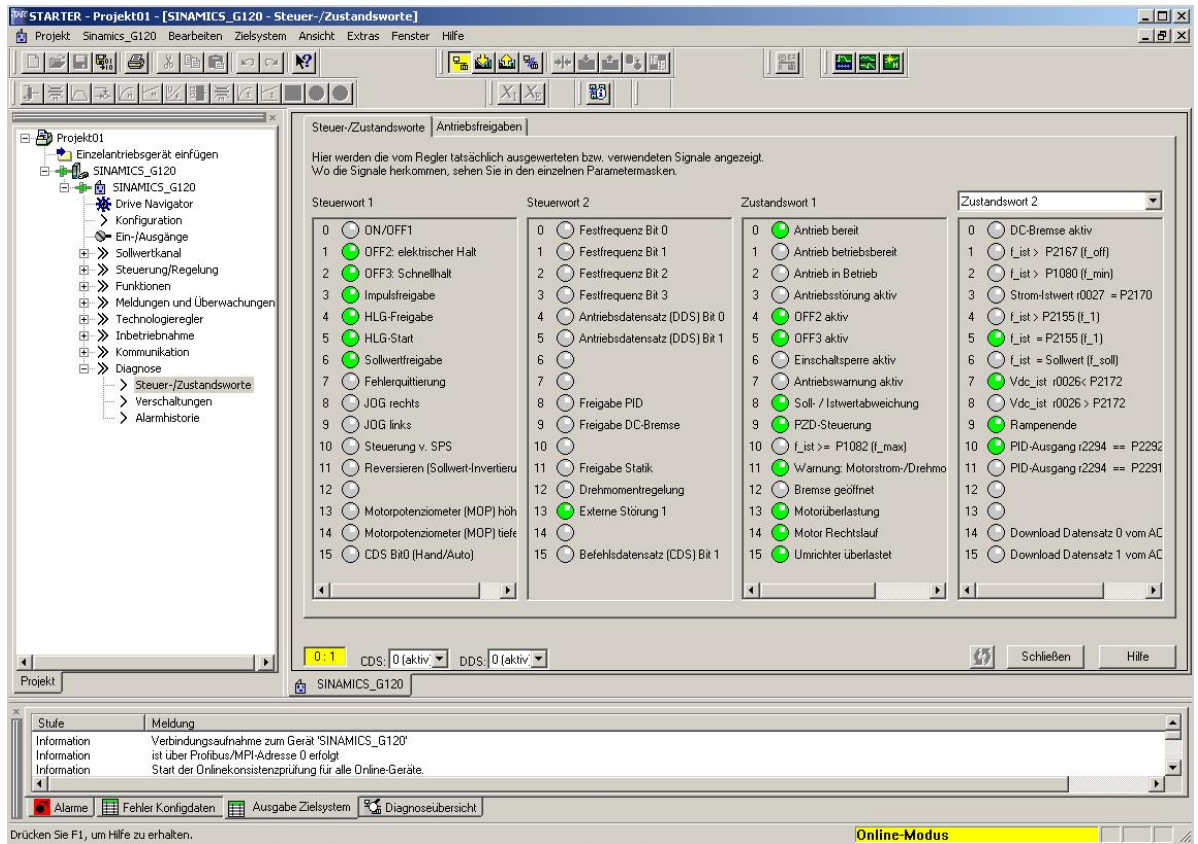 STARTER - Projekt01 - [SINAMICS_G120 - Steuer-/Zustandsworte]
Projekt Sinamics_G120 Bearbeiten Zielsystem Ansicht Extras Fenster Hilfe
Projekt01
Einzelantriebsgerät einfügen
SINAMICS_G120
SINAMICS_G120
Drive Navigator
Konfiguration
Ein-/Ausgänge
Sollwertkanal
Steuerung/Regelung
Funktionen
Meldungen und Überwachungen
Technologieregler
Inbetriebnahme
Kommunikation
Diagnose
Steuer-/Zustandsworte
Verschaltungen
Alarmhistorie
Projekt
Steuer-/Zustandsworte Antriebsfreigaben
Hier werden die vom Regler tatsächlich ausgewerteten bzw. verwendeten Signale angezeigt.
Wo die Signale herkommen, sehen Sie in den einzelnen Parametermasken.
Steuerwort 1
0 ON/OFF1
1 OFF2: elektrischer Halt
2 OFF3: Schnellhalt
3 Impulsfreigabe
4 HLG-Freigabe
5 HLG-Start
6 Sollwertfreigabe
7 Fehlerquittierung
8 JOG rechts
9 JOG links
10 Steuerung v. SPS
11 Reversieren (Sollwert-Invertieru
12
13 Motorpotenziometer (MOP) höh
14 Motorpotenziometer (MOP) tiefe
15 CDS Bit0 (Hand/Auto)
Steuerwort 2
0 Festfrequenz Bit 0
1 Festfrequenz Bit 1
2 Festfrequenz Bit 2
3 Festfrequenz Bit 3
4 Antriebsdatensatz (DDS) Bit 0
5 Antriebsdatensatz (DDS) Bit 1
6
7
8 Freigabe PID
9 Freigabe DC-Bremse
10
11 Freigabe Statik
12 Drehmomentregelung
13 Externe Störung 1
14
15 Befehlsdatensatz (CDS) Bit 1
Zustandswort 1
0 Antrieb bereit
1 Antrieb betriebsbereit
2 Antrieb in Betrieb
3 Antriebsstörung aktiv
4 OFF2 aktiv
5 OFF3 aktiv
6 Einschaltsperre aktiv
7 Antriebswarnung aktiv
8 Soll- / Istwertabweichung
9 PZD-Steuerung
10 f_ist >= P1082 (f_max)
11 Warnung: Motorstrom-/Drehmo
12 Bremse geöffnet
13 Motorüberlastung
14 Motor Rechtslauf
15 Umrichter überlastet
Zustandswort 2
0 DC-Bremse aktiv
1 f_ist > P2167 (f_off)
2 f_ist > P1080 (f_min)
3 Strom-Istwert r0027 = P2170
4 f_ist > P2155 (f_1)
5 f_ist = P2155 (f_1)
6 f_ist = Sollwert (f_soll)
7 Vdc_ist r0026< P2172
8 Vdc_ist r0026 > P2172
9 Rampenende
10 PID-Ausgang r2294 == P2292
11 PID-Ausgang r2294 == P2291
12
13
14 Download Datensatz 0 vom AO
15 Download Datensatz 1 vom AO
0 : 1 CDS: 0 (aktiv) DDS: 0 (aktiv) Schließen Hilfe
SINAMICS_G120
Stufe Meldung
Information Verbindungsaufnahme zum Gerät 'SINAMICS_G120'
Information ist über Profibus/MPI-Adresse 0 erfolgt
Information Start der Onlinekonsistenzprüfung für alle Online-Geräte.
Alarme Fehler Konfigdaten Ausgabe Zielsystem Diagnoseübersicht
Drücken Sie F1, um Hilfe zu erhalten. Online-Modus